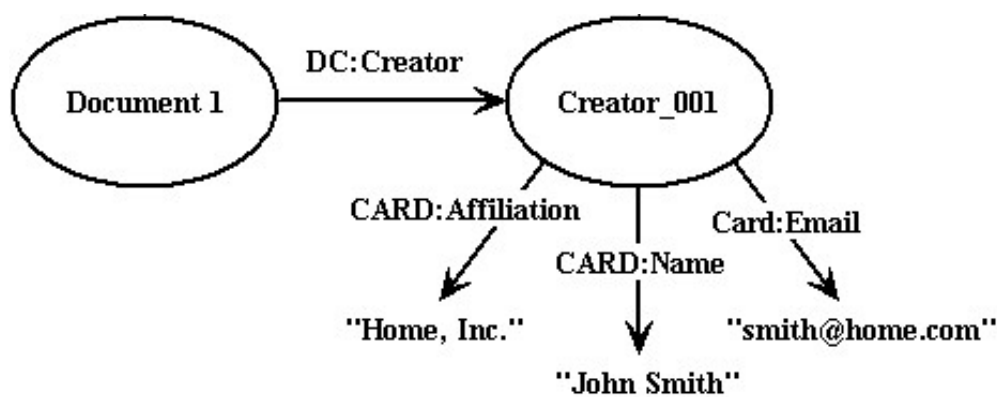 DC:Creator
Document 1
Creator_001
CARD:Affiliation
Card:Email
CARD:Name
"Home, Inc."
"smith@home.com"
"John Smith"